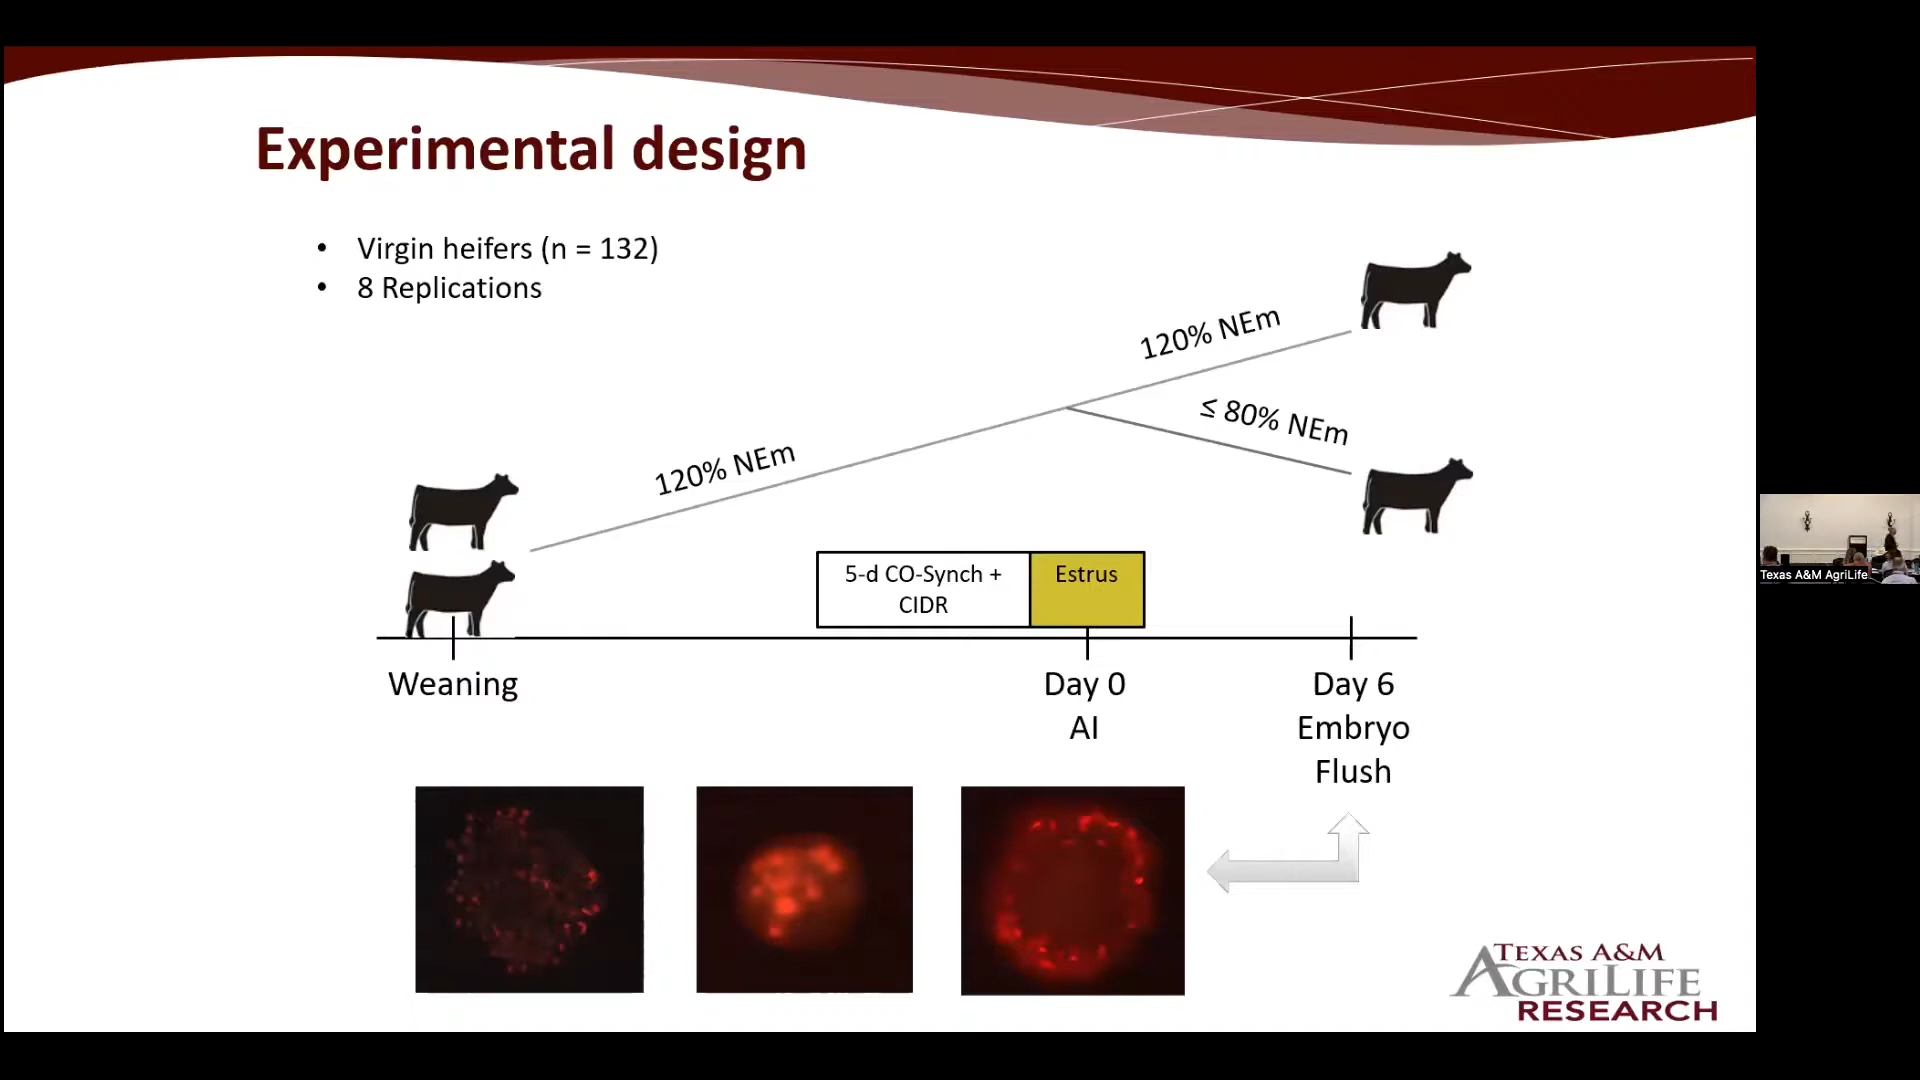 Experimental design
• Virgin heifers (n = 132)
• 8 Replications
120% NEm
120% NEm
≤ 80% NEm
5-d CO-Synch +
CIDR
Estrus
Weaning
Day 0
AI
Day 6
Embryo
Flush
TEXAS A&M
AGRILIFE
RESEARCH
Texas A&M AgriLife